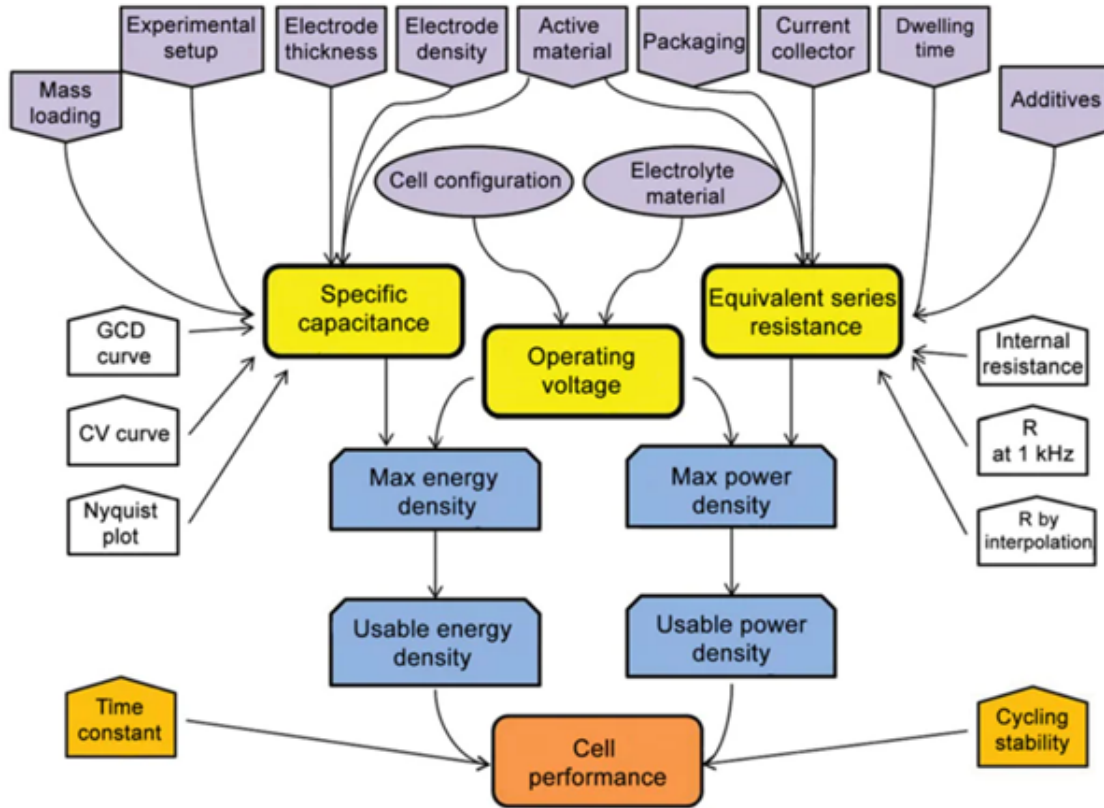 Experimental
setup
Electrode
thickness
Electrode
density
Active
material
Packaging
Current
collector
Dwelling
time
Mass
loading
Additives
Cell configuration
Electrolyte
material
Specific
capacitance
Equivalent series
resistance
Operating
voltage
GCD
curve
CV curve
Nyquist
plot
Internal
resistance
R
at 1 kHz
R by
interpolation
Max energy
density
Max power
density
Usable energy
density
Usable power
density
Time
constant
Cycling
stability
Cell
performance